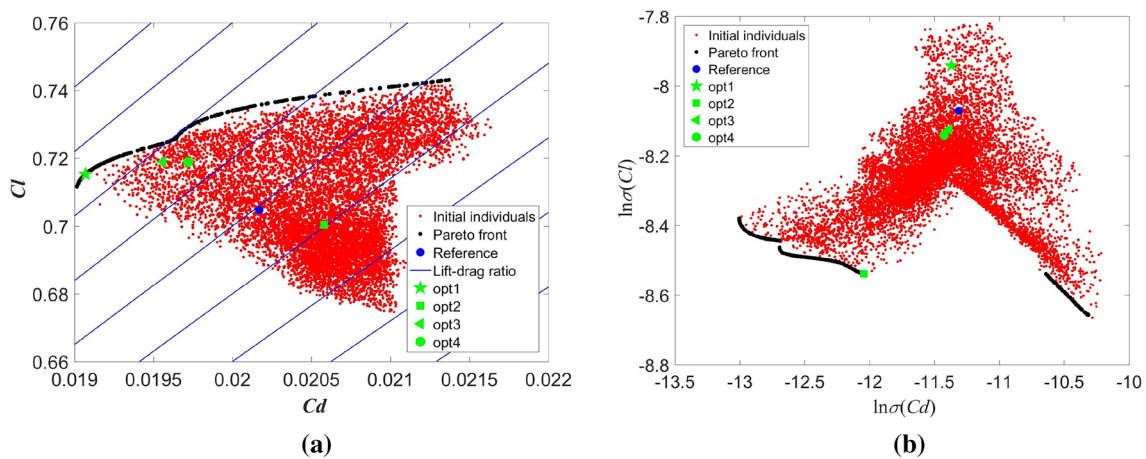 0.76
0.74
0.72
0.7
0.68
0.66
Cl
0.019
0.0195
0.02
0.0205
0.021
0.0215
0.022
Cd
Initial individuals
Pareto front
Reference
Lift-drag ratio
opt1
opt2
opt3
opt4
(a)
-7.8
-8
-8.2
-8.4
-8.6
-8.8
lnσ(Cl)
Initial individuals
Pareto front
Reference
opt1
opt2
opt3
opt4
-13.5
-13
-12.5
-12
-11.5
-11
-10.5
-10
lnσ(Cd)
(b)